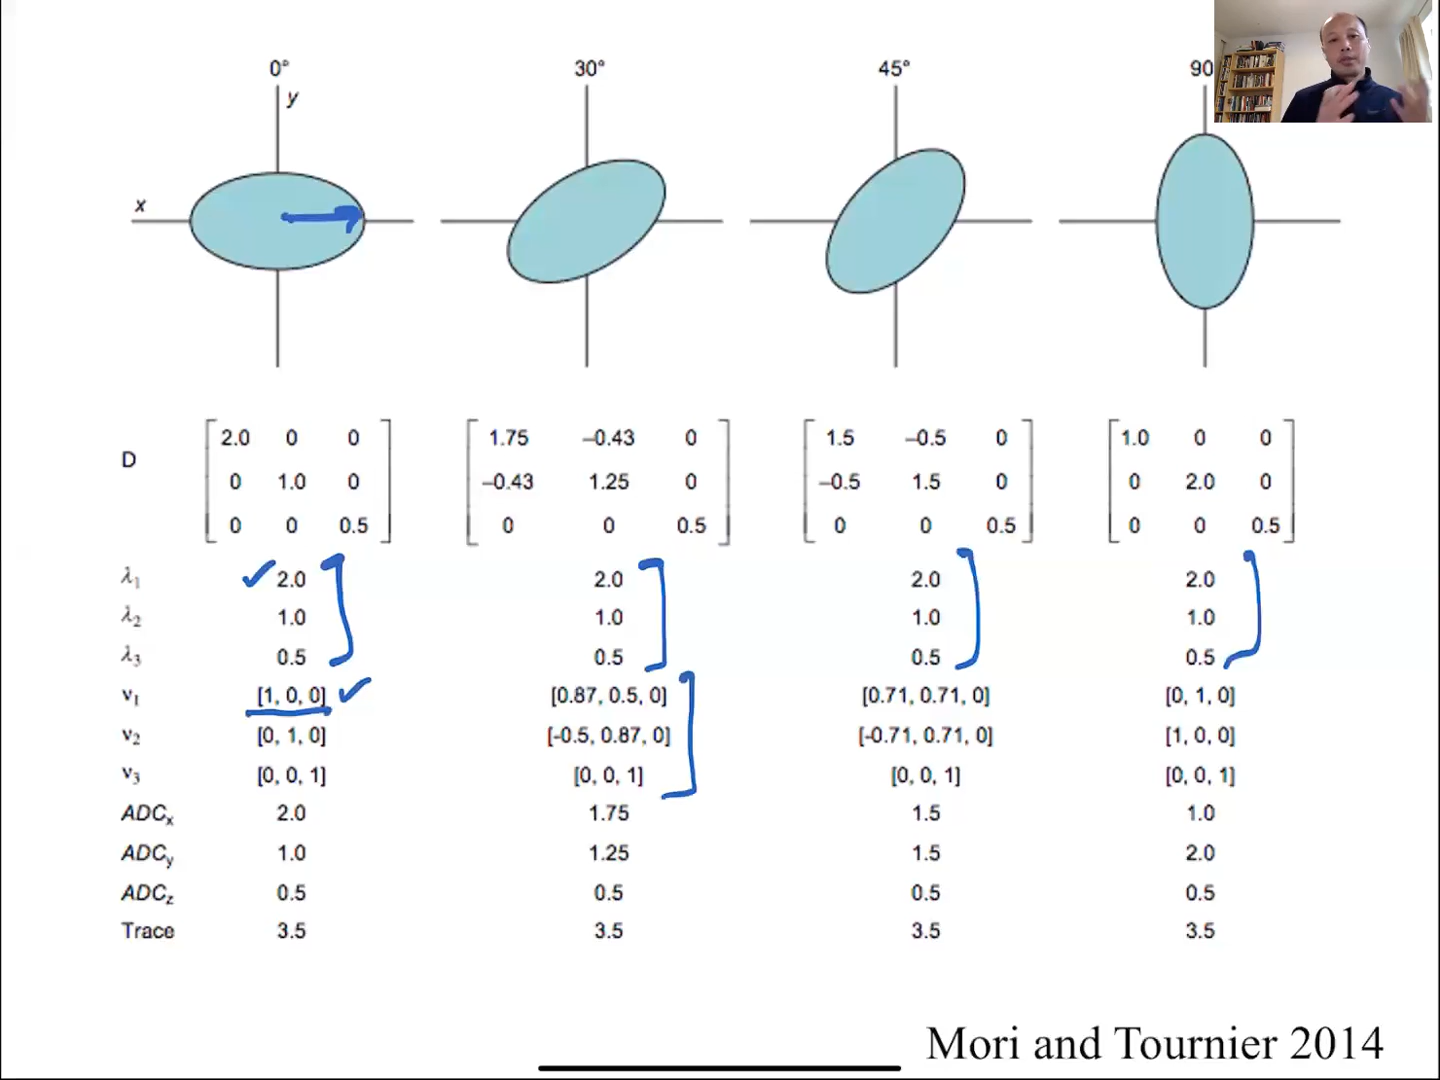 0° 30° 45° 90
y
x
D
2.0 0 0 1.75 –0.43 0 1.5 –0.5 0 1.0 0 0
0 1.0 0 –0.43 1.25 0 –0.5 1.5 0 0 2.0 0
0 0 0.5 0 0 0.5 0 0 0.5 0 0 0.5
λ₁ 2.0 2.0 2.0 2.0
λ₂ 1.0 1.0 1.0 1.0
λ₃ 0.5 0.5 0.5 0.5
v₁ [1, 0, 0] [0.87, 0.5, 0] [0.71, 0.71, 0] [0, 1, 0]
v₂ [0, 1, 0] [-0.5, 0.87, 0] [-0.71, 0.71, 0] [1, 0, 0]
v₃ [0, 0, 1] [0, 0, 1] [0, 0, 1] [0, 0, 1]
ADCx 2.0 1.75 1.5 1.0
ADCy 1.0 1.25 1.5 2.0
ADCz 0.5 0.5 0.5 0.5
Trace 3.5 3.5 3.5 3.5
Mori and Tournier 2014